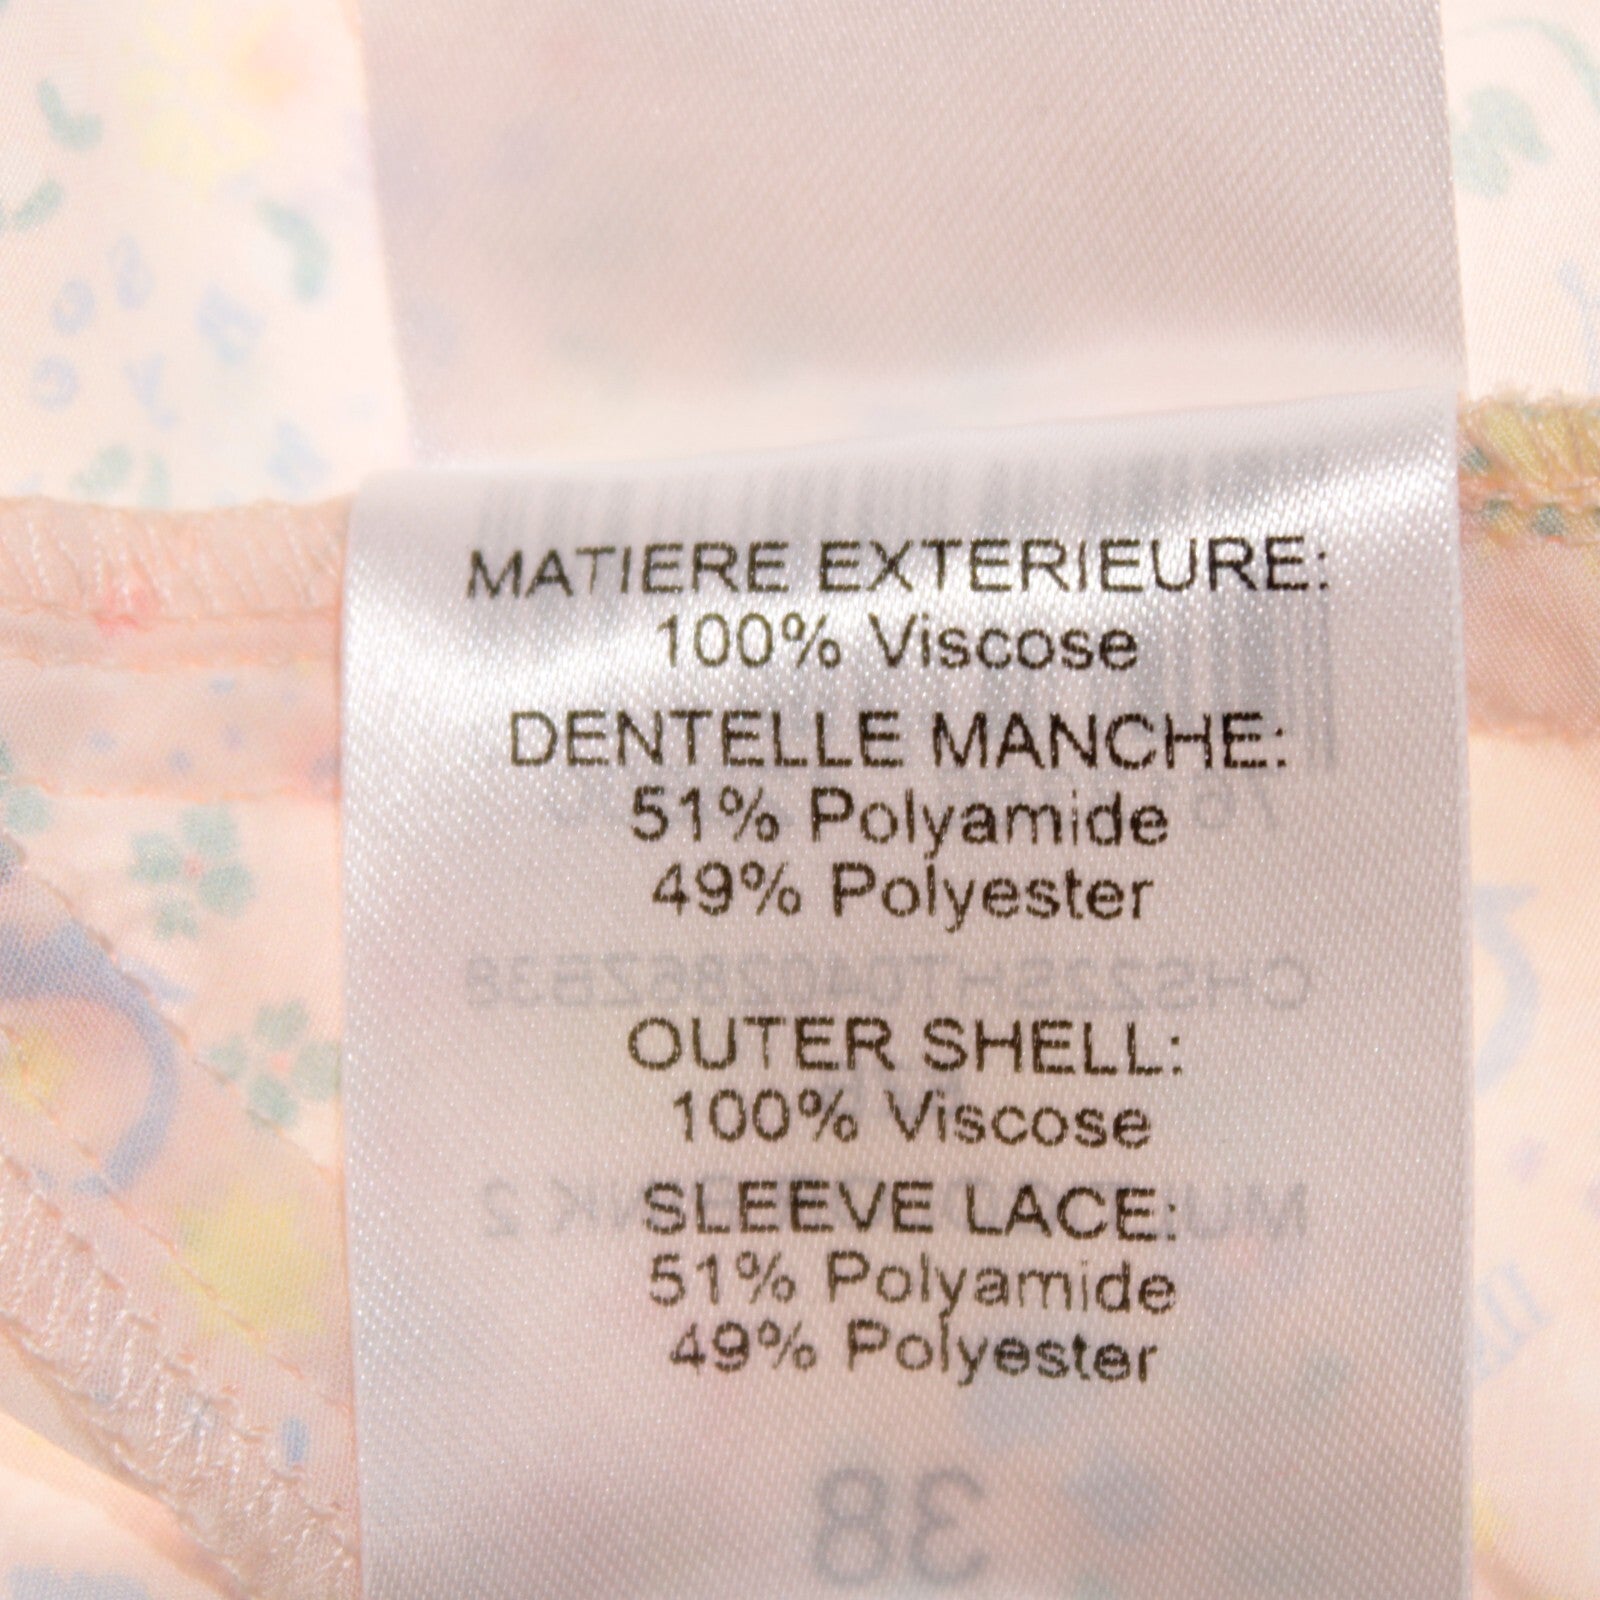 MATIERE EXTERIEURE:
100% Viscose
DENTELLE MANCHE:
51% Polyamide
49% Polyester
OUTER SHELL:
100% Viscose
SLEEVE LACE:
51% Polyamide
49% Polyester
38